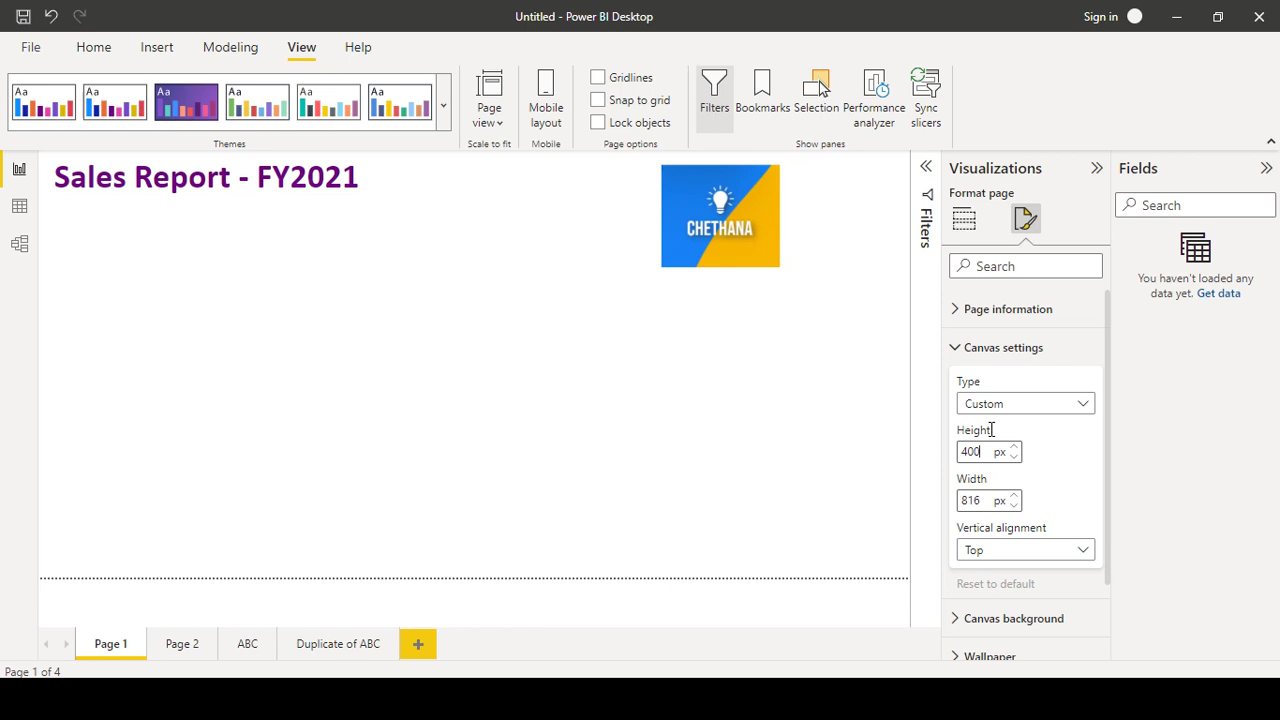 Untitled - Power BI Desktop
Sign in
File Home Insert Modeling View Help
Aa Aa Aa Aa Aa Aa
Themes
Page view
Scale to fit
Mobile layout
Mobile
Gridlines
Snap to grid
Lock objects
Page options
Filters
Bookmarks
Selection
Performance analyzer
Sync slicers
Show panes
Sales Report - FY2021
CHETHANA
Filters
Visualizations
Format page
Search
Page information
Canvas settings
Type
Custom
Height
400 px
Width
816 px
Vertical alignment
Top
Reset to default
Canvas background
Wallpaper
Fields
Search
You haven't loaded any
data yet. Get data
Page 1 Page 2 ABC Duplicate of ABC +
Page 1 of 4